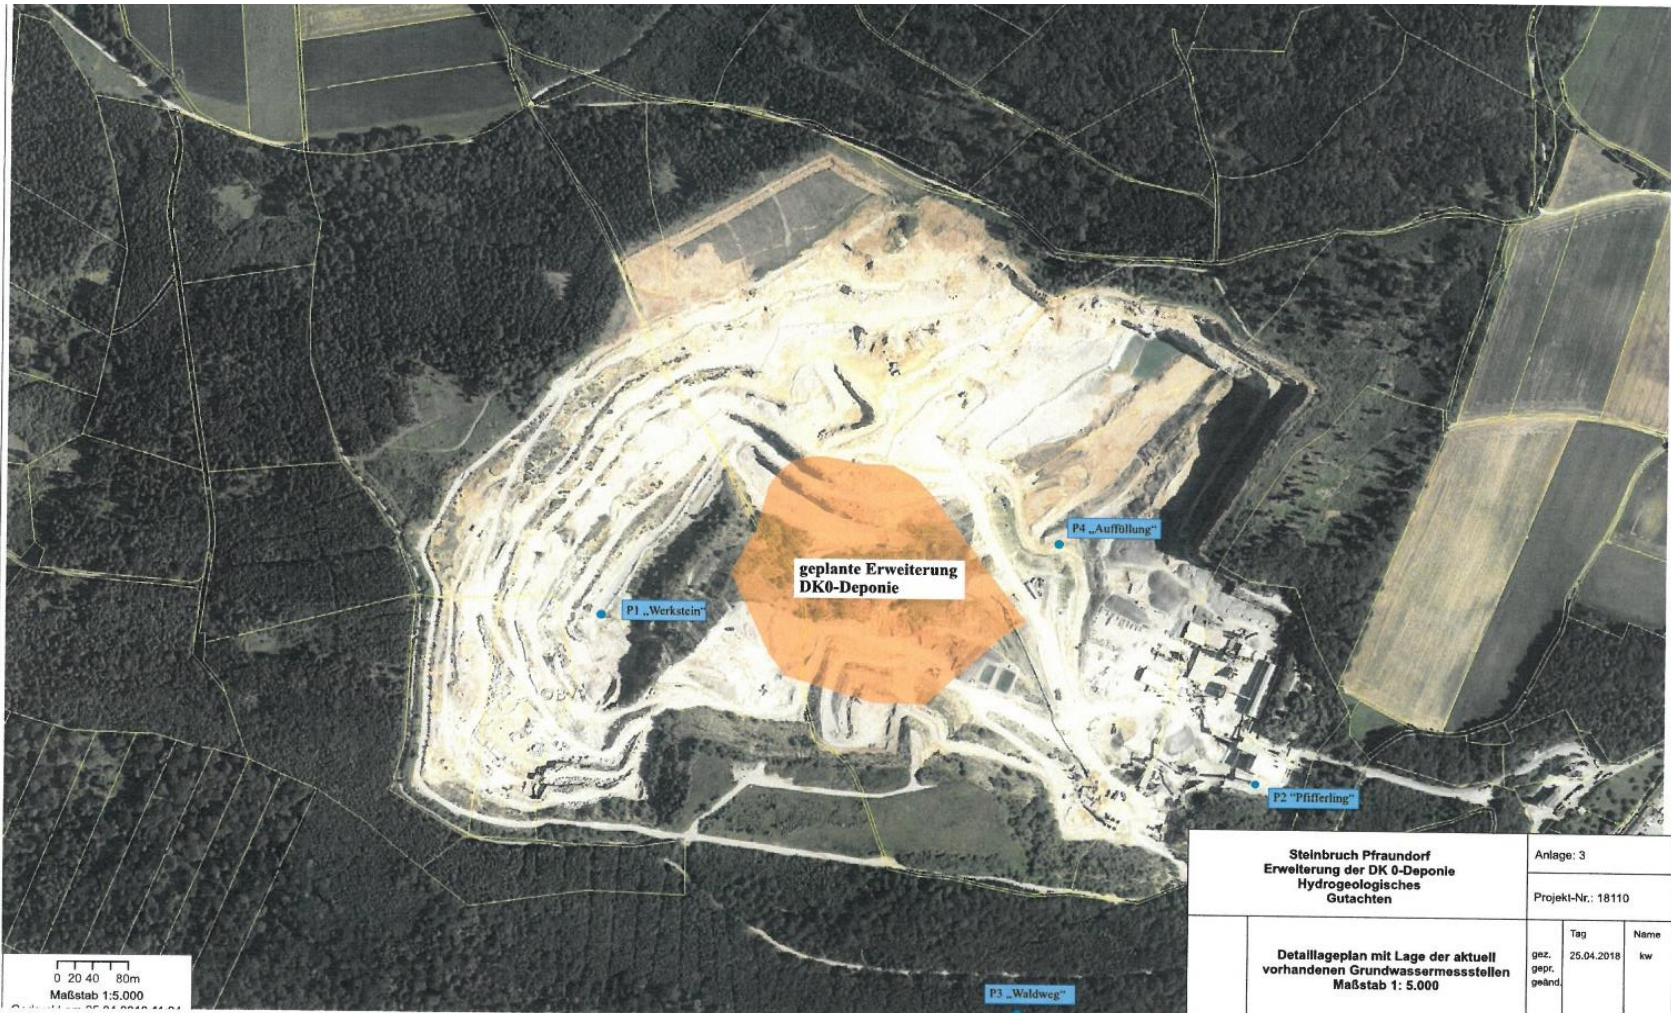 P4 „Auffüllung“
geplante Erweiterung
DK0-Deponie
P1 „Werkstein“
P2 "Pfifferling"
P3 „Waldweg“
0 20 40 80m
Maßstab 1:5.000
Steinbruch Pfraundorf
Erweiterung der DK 0-Deponie
Hydrogeologisches
Gutachten
Anlage: 3
Projekt-Nr.: 18110
Detaillageplan mit Lage der aktuell
vorhandenen Grundwassermessstellen
Maßstab 1: 5.000
Tag Name
gez. 25.04.2018 kw
gepr.
geänd.